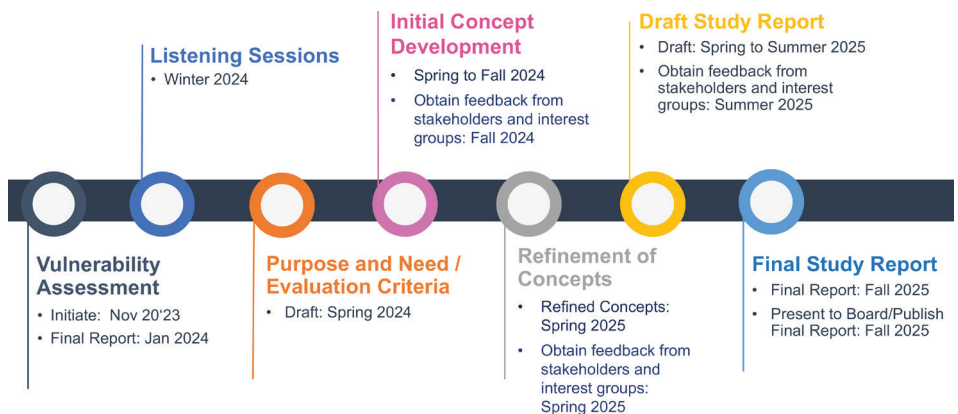 Vulnerability
Assessment
• Initiate: Nov 20'23
• Final Report: Jan 2024
Listening Sessions
• Winter 2024
Purpose and Need /
Evaluation Criteria
• Draft: Spring 2024
Initial Concept
Development
• Spring to Fall 2024
• Obtain feedback from
stakeholders and interest
groups: Fall 2024
Refinement of
Concepts
• Refined Concepts:
Spring 2025
• Obtain feedback from
stakeholders and
interest groups:
Spring 2025
Draft Study Report
• Draft: Spring to Summer 2025
• Obtain feedback from
stakeholders and interest
groups: Summer 2025
Final Study Report
• Final Report: Fall 2025
• Present to Board/Publish
Final Report: Fall 2025